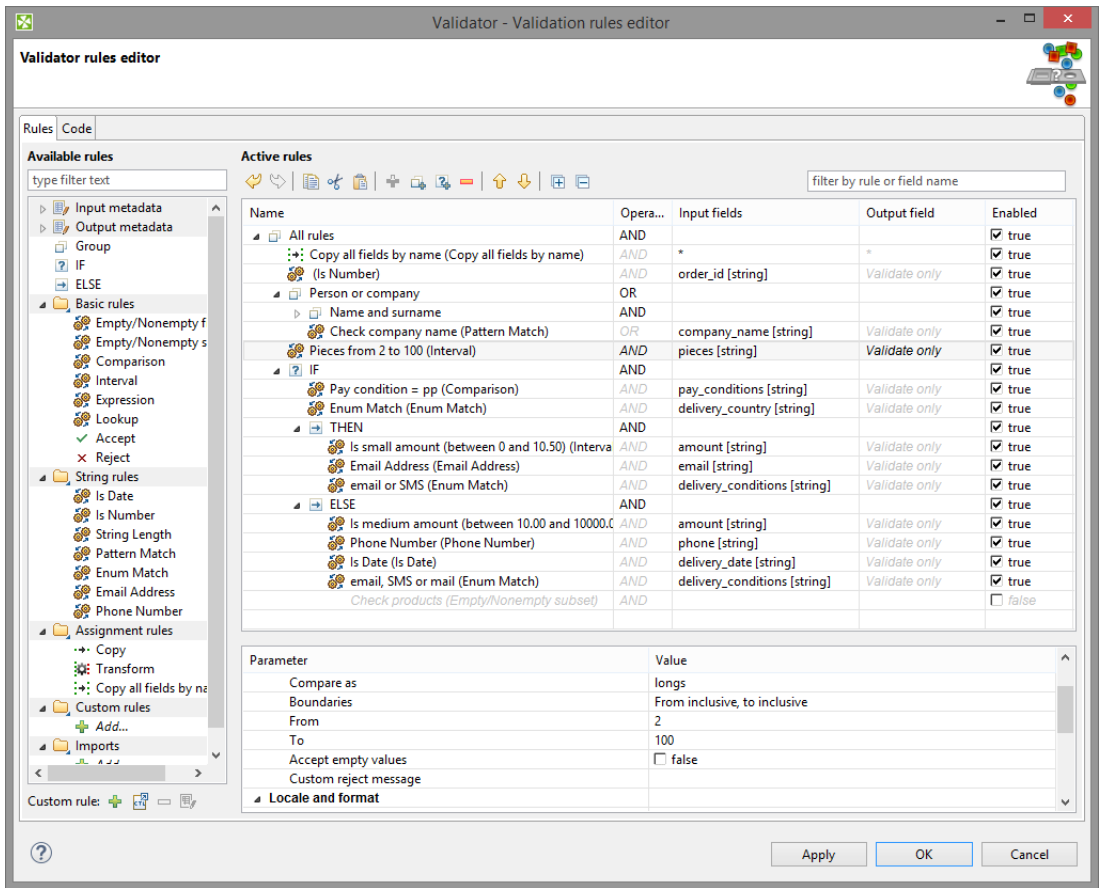 Validator - Validation rules editor
Validator rules editor
Rules Code
Available rules
type filter text
Input metadata
Output metadata
Group
IF
ELSE
Basic rules
Empty/Nonempty f
Empty/Nonempty s
Comparison
Interval
Expression
Lookup
Accept
Reject
String rules
Is Date
Is Number
String Length
Pattern Match
Enum Match
Email Address
Phone Number
Assignment rules
Copy
Transform
Copy all fields by na
Custom rules
Add...
Imports
Custom rule:
Active rules
filter by rule or field name
Name Opera... Input fields Output field Enabled
All rules AND true
Copy all fields by name (Copy all fields by name) AND * * true
(Is Number) AND order_id [string] Validate only true
Person or company OR true
Name and surname AND true
Check company name (Pattern Match) OR company_name [string] Validate only true
Pieces from 2 to 100 (Interval) AND pieces [string] Validate only true
IF AND true
Pay condition = pp (Comparison) AND pay_conditions [string] Validate only true
Enum Match (Enum Match) AND delivery_country [string] Validate only true
THEN AND true
Is small amount (between 0 and 10.50) (Interva AND amount [string] Validate only true
Email Address (Email Address) AND email [string] Validate only true
email or SMS (Enum Match) AND delivery_conditions [string] Validate only true
ELSE AND true
Is medium amount (between 10.00 and 10000.0 AND amount [string] Validate only true
Phone Number (Phone Number) AND phone [string] Validate only true
Is Date (Is Date) AND delivery_date [string] Validate only true
email, SMS or mail (Enum Match) AND delivery_conditions [string] Validate only true
Check products (Empty/Nonempty subset) AND false
Parameter Value
Compare as longs
Boundaries From inclusive, to inclusive
From 2
To 100
Accept empty values false
Custom reject message
Locale and format
Apply OK Cancel